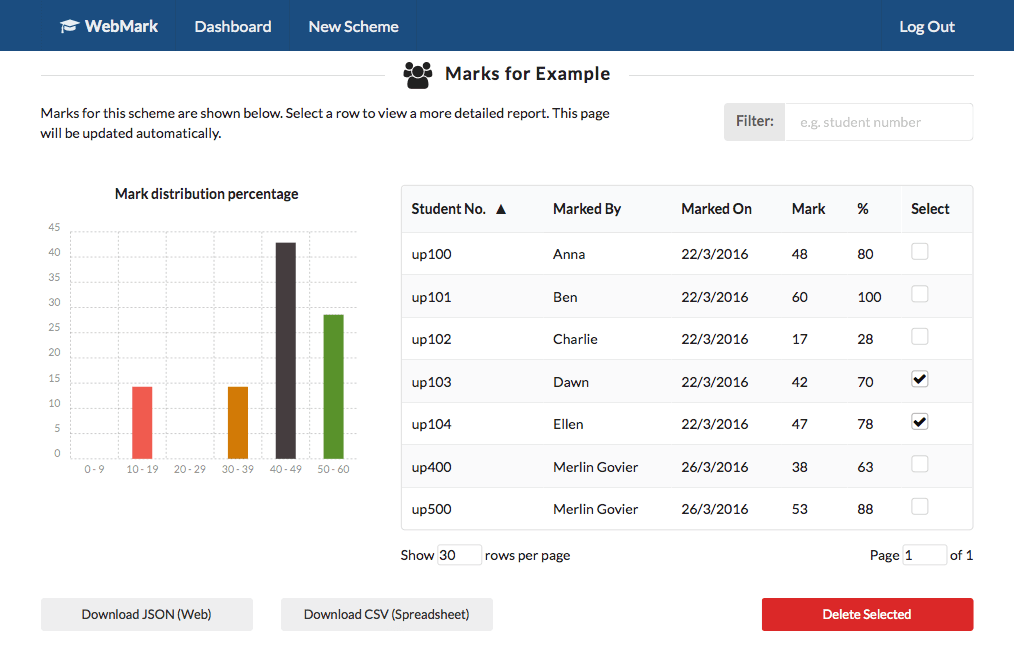 WebMark Dashboard New Scheme Log Out
Marks for Example
Marks for this scheme are shown below. Select a row to view a more detailed report. This page
will be updated automatically.
Filter: e.g. student number
Mark distribution percentage
45
40
35
30
25
20
15
10
5
0
0 - 9 10 - 19 20 - 29 30 - 39 40 - 49 50 - 60
Student No. ▲ Marked By Marked On Mark % Select
up100 Anna 22/3/2016 48 80
up101 Ben 22/3/2016 60 100
up102 Charlie 22/3/2016 17 28
up103 Dawn 22/3/2016 42 70
up104 Ellen 22/3/2016 47 78
up400 Merlin Govier 26/3/2016 38 63
up500 Merlin Govier 26/3/2016 53 88
Show 30 rows per page Page 1 of 1
Download JSON (Web) Download CSV (Spreadsheet) Delete Selected